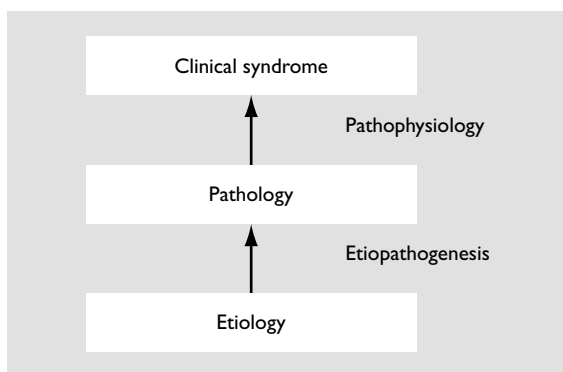 Clinical syndrome
Pathophysiology
Pathology
Etiopathogenesis
Etiology